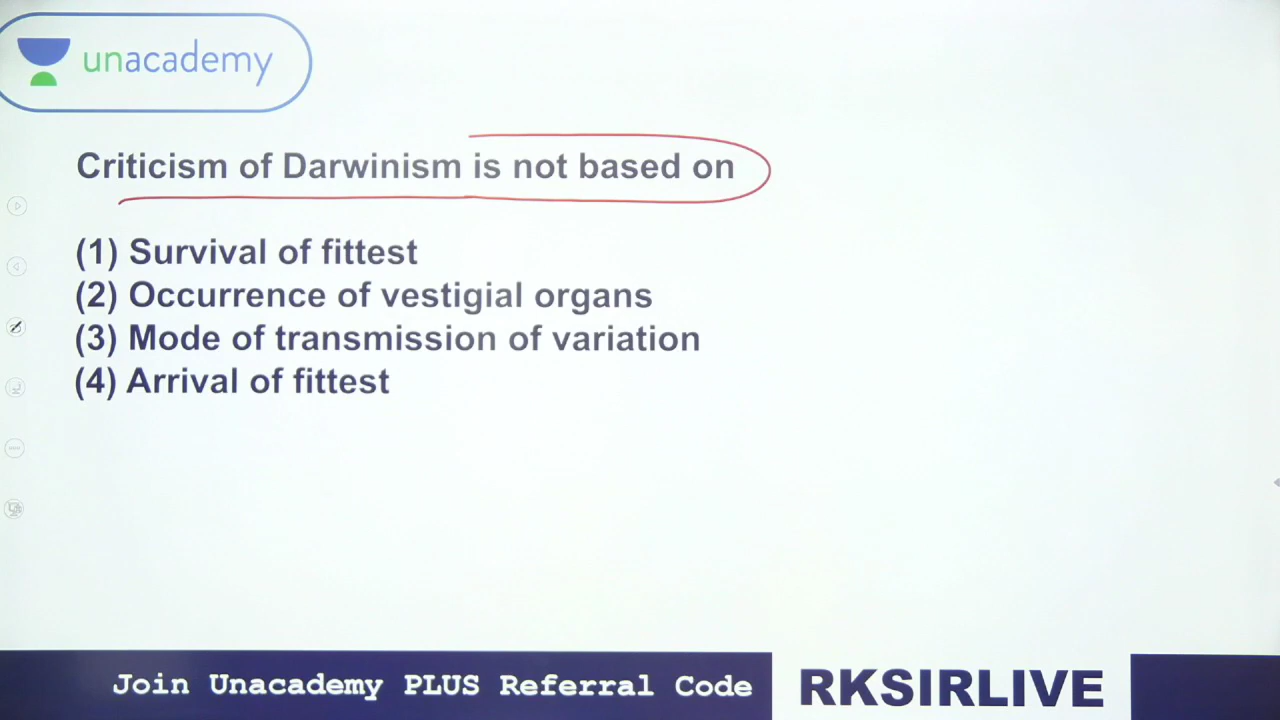 unacademy
Criticism of Darwinism is not based on
(1) Survival of fittest
(2) Occurrence of vestigial organs
(3) Mode of transmission of variation
(4) Arrival of fittest
Join Unacademy PLUS Referral Code
RKSIRLIVE